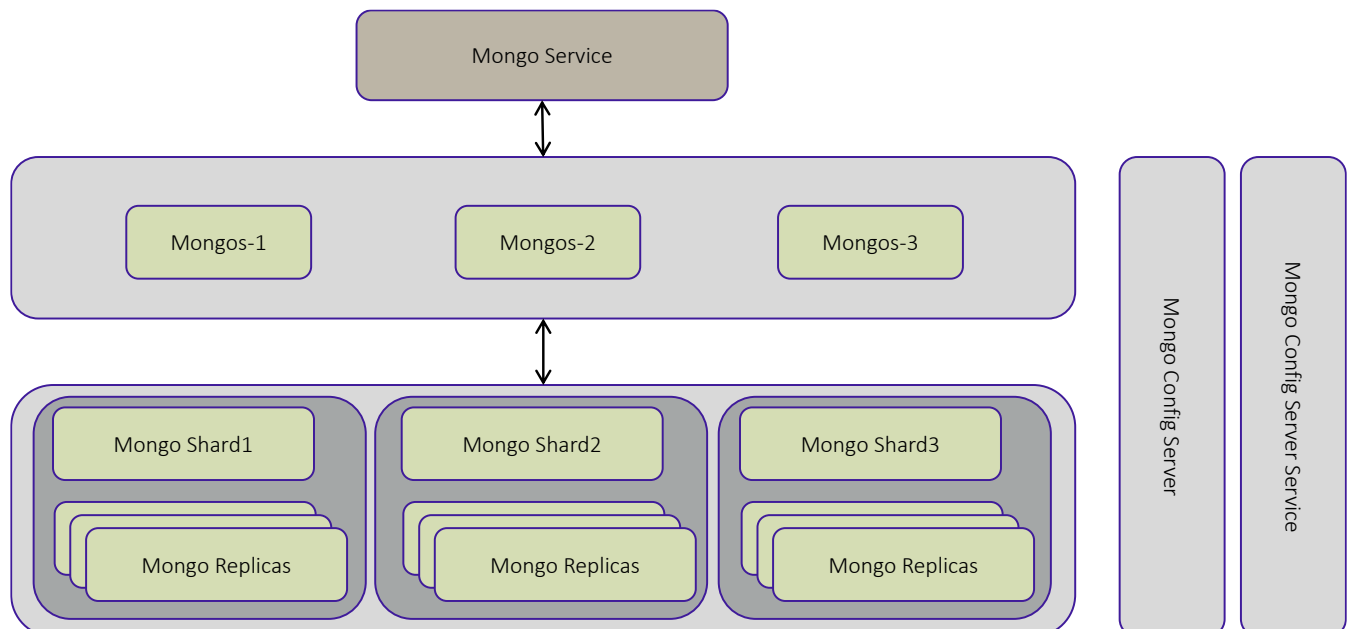 Mongo Service
Mongos-1
Mongos-2
Mongos-3
Mongo Shard1
Mongo Shard2
Mongo Shard3
Mongo Replicas
Mongo Replicas
Mongo Replicas
Mongo Config Server
Mongo Config Server Service